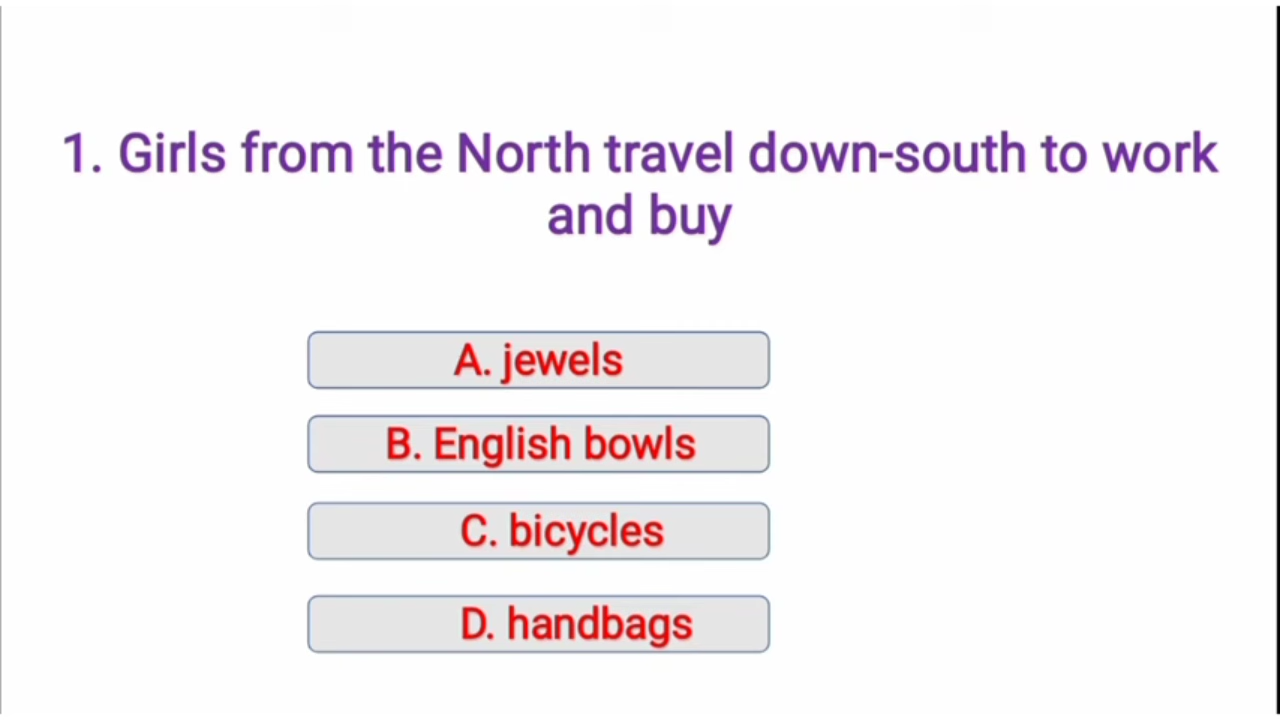 1. Girls from the North travel down-south to work
and buy
A. jewels
B. English bowls
C. bicycles
D. handbags